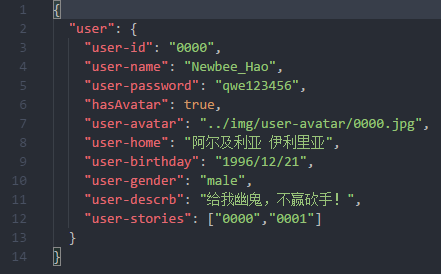 1 {
2 "user": {
3 "user-id": "0000",
4 "user-name": "Newbee_Hao",
5 "user-password": "qwe123456",
6 "hasAvatar": true,
7 "user-avatar": "../img/user-avatar/0000.jpg",
8 "user-home": "阿尔及利亚 伊利里亚",
9 "user-birthday": "1996/12/21",
10 "user-gender": "male",
11 "user-descrb": "给我幽鬼，不赢砍手！",
12 "user-stories": ["0000","0001"]
13 }
14 }